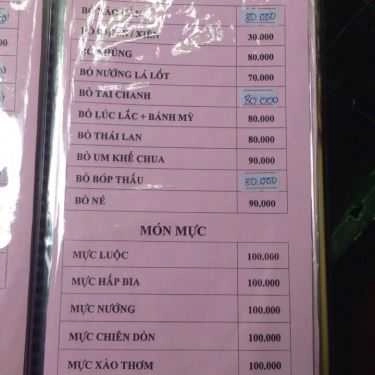 80.000
BÒ 30.000
NHÚNG 80.000
BÒ NƯỚNG LÁ LỐT 70.000
BÒ TÁI CHANH 80.000
BÒ LÚC LẮC + BÁNH MỲ 80.000
BÒ THÁI LAN 80.000
BÒ UM KHẾ CHUA 90.000
BÒ BÓP THẤU 80.000
BÒ NÉ 90.000
MÓN MỰC
MỰC LUỘC 100.000
MỰC HẤP BIA 100.000
MỰC NƯỚNG 100.000
MỰC CHIÊN DÒN 100.000
MỰC XÀO THƠM 100.000